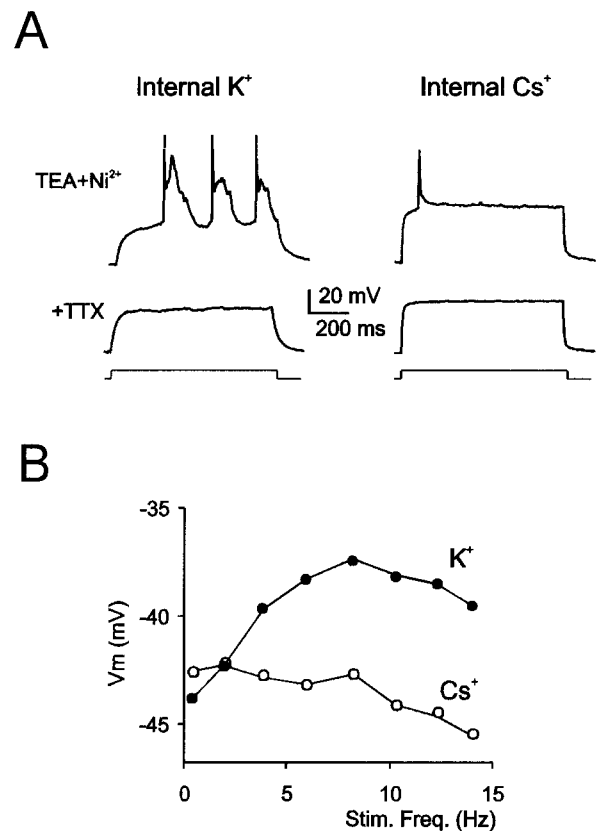 A
Internal K⁺ Internal Cs⁺
TEA+Ni²⁺
+TTX
20 mV
200 ms
B
-35
-40
-45
Vm (mV)
K⁺
Cs⁺
0 5 10 15
Stim. Freq. (Hz)